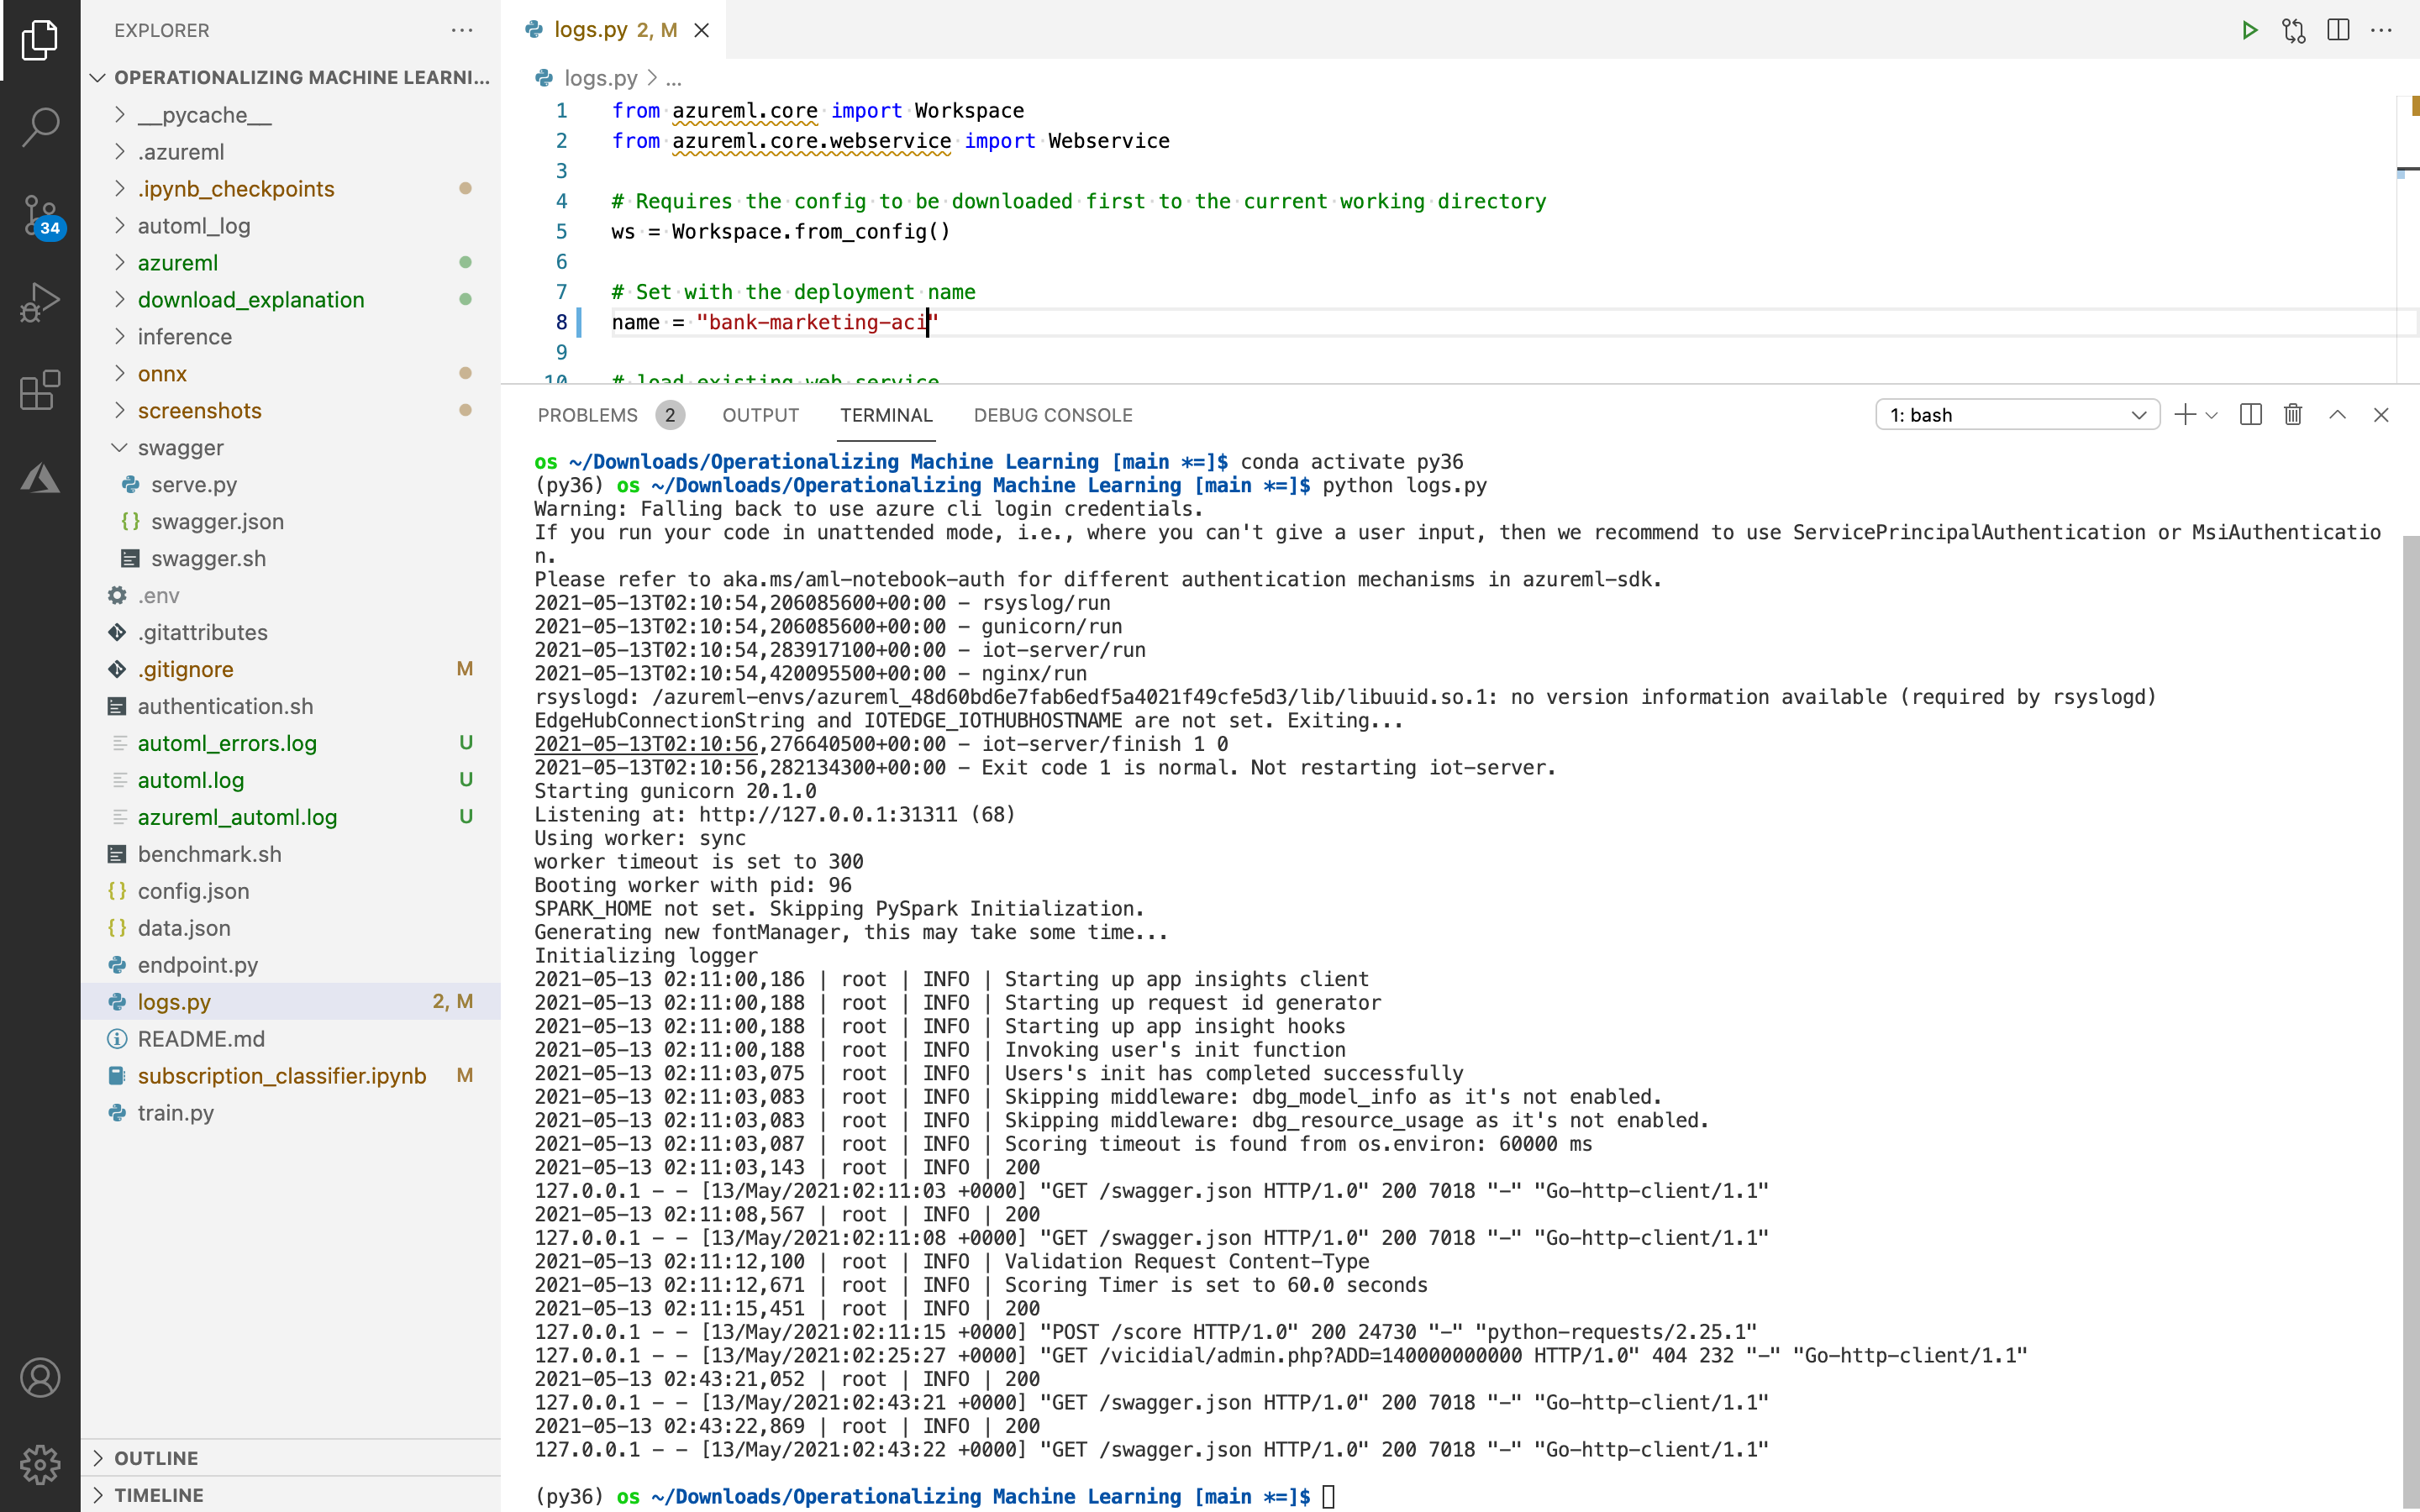 EXPLORER
OPERATIONALIZING MACHINE LEARNI...
__pycache__
.azureml
.ipynb_checkpoints
automl_log
azureml
download_explanation
inference
onnx
screenshots
swagger
serve.py
{} swagger.json
swagger.sh
.env
.gitattributes
.gitignore M
authentication.sh
automl_errors.log U
automl.log U
azureml_automl.log U
benchmark.sh
{} config.json
{} data.json
endpoint.py
logs.py 2, M
README.md
subscription_classifier.ipynb M
train.py
OUTLINE
TIMELINE
34
logs.py 2, M
logs.py > ...
1 from azureml.core import Workspace
2 from azureml.core.webservice import Webservice
3
4 # Requires the config to be downloaded first to the current working directory
5 ws = Workspace.from_config()
6
7 # Set with the deployment name
8 name = "bank-marketing-aci"
9
10 # load existing web service
PROBLEMS 2 OUTPUT TERMINAL DEBUG CONSOLE 1: bash
os ~/Downloads/Operationalizing Machine Learning [main *=]$ conda activate py36
(py36) os ~/Downloads/Operationalizing Machine Learning [main *=]$ python logs.py
Warning: Falling back to use azure cli login credentials.
If you run your code in unattended mode, i.e., where you can't give a user input, then we recommend to use ServicePrincipalAuthentication or MsiAuthenticatio
n.
Please refer to aka.ms/aml-notebook-auth for different authentication mechanisms in azureml-sdk.
2021-05-13T02:10:54,206085600+00:00 - rsyslog/run
2021-05-13T02:10:54,206085600+00:00 - gunicorn/run
2021-05-13T02:10:54,283917100+00:00 - iot-server/run
2021-05-13T02:10:54,420095500+00:00 - nginx/run
rsyslogd: /azureml-envs/azureml_48d60bd6e7fab6edf5a4021f49cfe5d3/lib/libuuid.so.1: no version information available (required by rsyslogd)
EdgeHubConnectionString and IOTEDGE_IOTHUBHOSTNAME are not set. Exiting...
2021-05-13T02:10:56,276640500+00:00 - iot-server/finish 1 0
2021-05-13T02:10:56,282134300+00:00 - Exit code 1 is normal. Not restarting iot-server.
Starting gunicorn 20.1.0
Listening at: http://127.0.0.1:31311 (68)
Using worker: sync
worker timeout is set to 300
Booting worker with pid: 96
SPARK_HOME not set. Skipping PySpark Initialization.
Generating new fontManager, this may take some time...
Initializing logger
2021-05-13 02:11:00,186 | root | INFO | Starting up app insights client
2021-05-13 02:11:00,188 | root | INFO | Starting up request id generator
2021-05-13 02:11:00,188 | root | INFO | Starting up app insight hooks
2021-05-13 02:11:00,188 | root | INFO | Invoking user's init function
2021-05-13 02:11:03,075 | root | INFO | Users's init has completed successfully
2021-05-13 02:11:03,083 | root | INFO | Skipping middleware: dbg_model_info as it's not enabled.
2021-05-13 02:11:03,083 | root | INFO | Skipping middleware: dbg_resource_usage as it's not enabled.
2021-05-13 02:11:03,087 | root | INFO | Scoring timeout is found from os.environ: 60000 ms
2021-05-13 02:11:03,143 | root | INFO | 200
127.0.0.1 - - [13/May/2021:02:11:03 +0000] "GET /swagger.json HTTP/1.0" 200 7018 "-" "Go-http-client/1.1"
2021-05-13 02:11:08,567 | root | INFO | 200
127.0.0.1 - - [13/May/2021:02:11:08 +0000] "GET /swagger.json HTTP/1.0" 200 7018 "-" "Go-http-client/1.1"
2021-05-13 02:11:12,100 | root | INFO | Validation Request Content-Type
2021-05-13 02:11:12,671 | root | INFO | Scoring Timer is set to 60.0 seconds
2021-05-13 02:11:15,451 | root | INFO | 200
127.0.0.1 - - [13/May/2021:02:11:15 +0000] "POST /score HTTP/1.0" 200 24730 "-" "python-requests/2.25.1"
127.0.0.1 - - [13/May/2021:02:25:27 +0000] "GET /vicidial/admin.php?ADD=140000000000 HTTP/1.0" 404 232 "-" "Go-http-client/1.1"
2021-05-13 02:43:21,052 | root | INFO | 200
127.0.0.1 - - [13/May/2021:02:43:21 +0000] "GET /swagger.json HTTP/1.0" 200 7018 "-" "Go-http-client/1.1"
2021-05-13 02:43:22,869 | root | INFO | 200
127.0.0.1 - - [13/May/2021:02:43:22 +0000] "GET /swagger.json HTTP/1.0" 200 7018 "-" "Go-http-client/1.1"
(py36) os ~/Downloads/Operationalizing Machine Learning [main *=]$